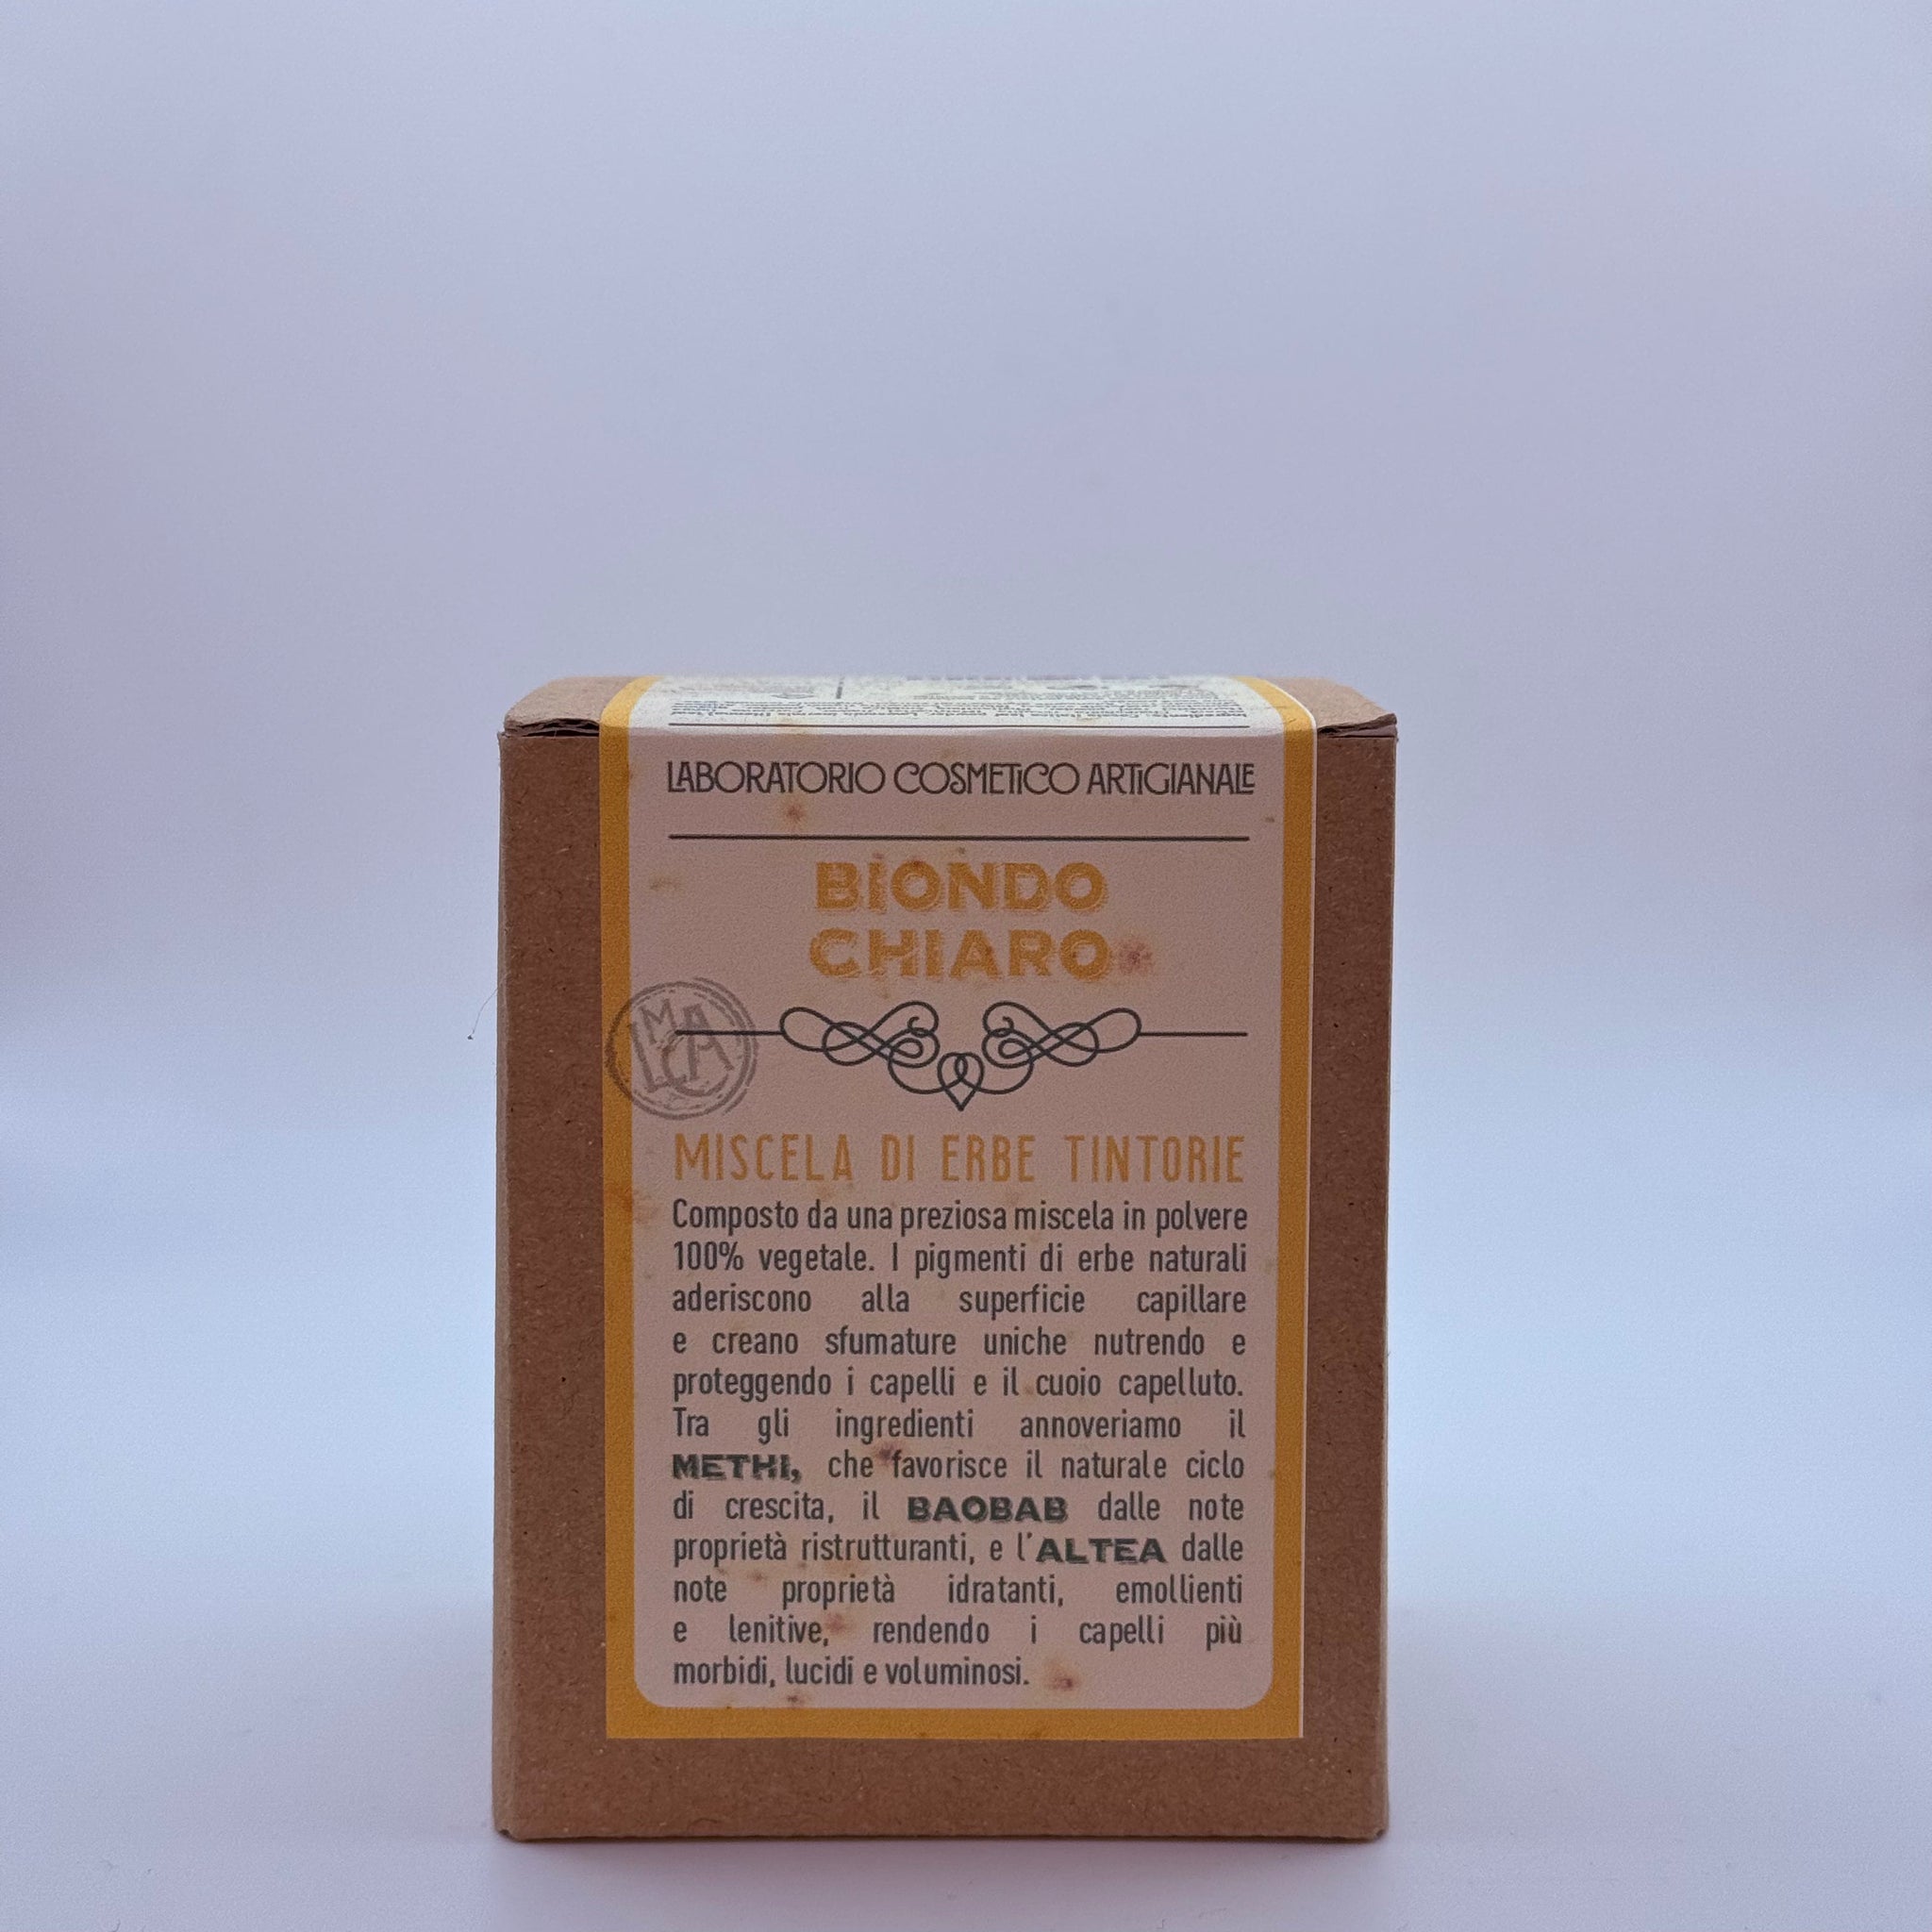 LABORATORIO COSMETICO ARTIGIANALE
BIONDO
CHIARO
MISCELA DI ERBE TINTORIE
Composto da una preziosa miscela in polvere
100% vegetale. I pigmenti di erbe naturali
aderiscono alla superficie capillare
e creano sfumature uniche nutrendo e
proteggendo i capelli e il cuoio capelluto.
Tra gli ingredienti annoveriamo il
METHI, che favorisce il naturale ciclo
di crescita, il BAOBAB dalle note
proprietà ristrutturanti, e l'ALTEA dalle
note proprietà idratanti, emollienti
e lenitive, rendendo i capelli più
morbidi, lucidi e voluminosi.